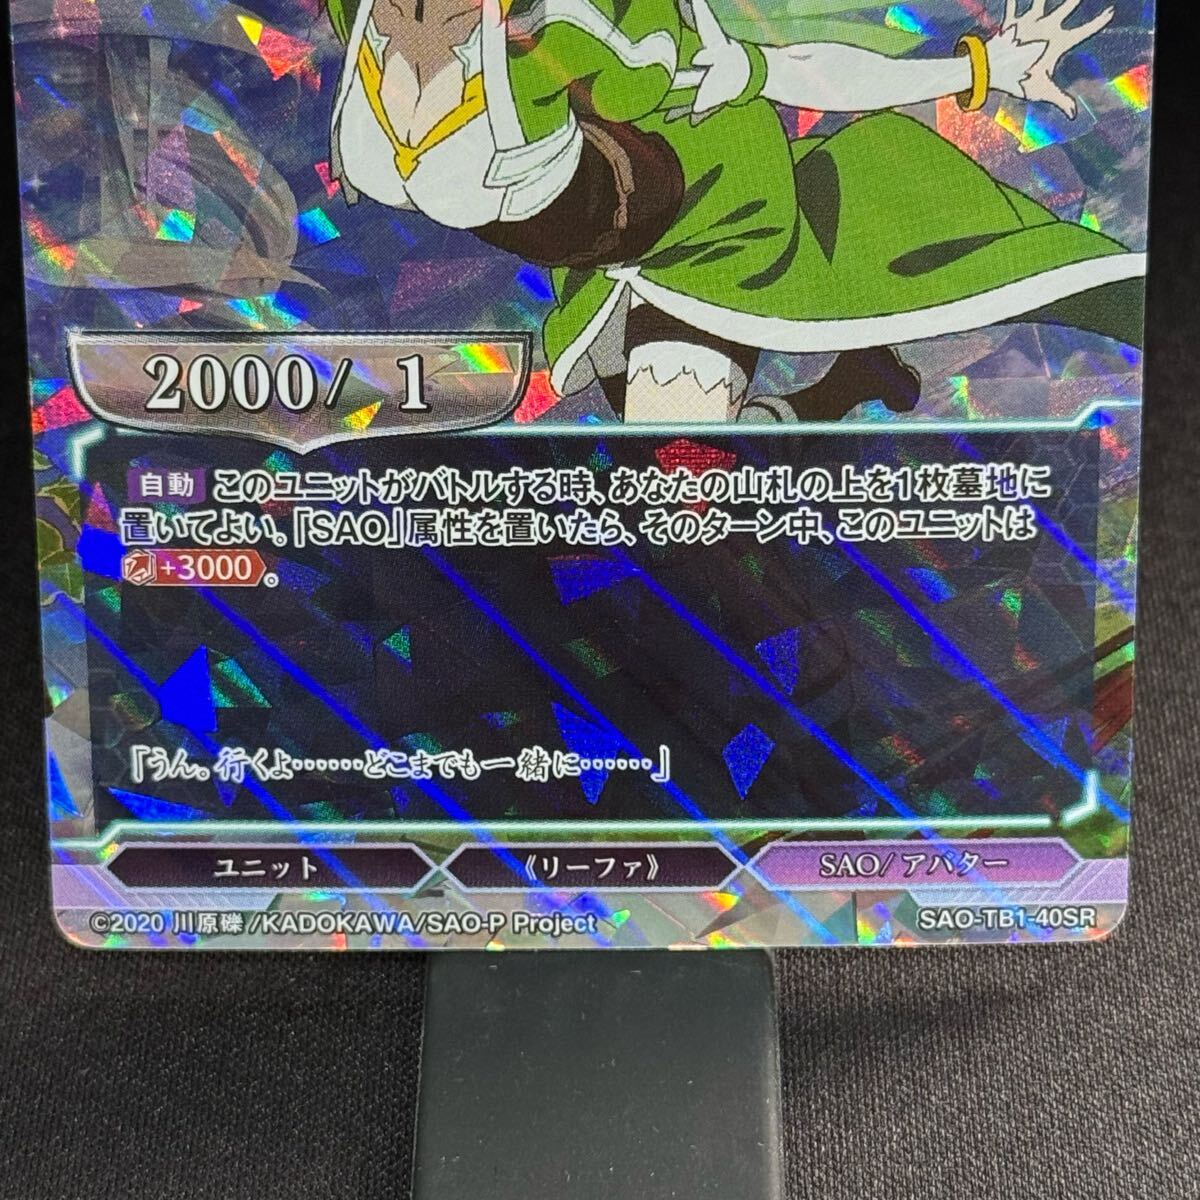 2000/ 1
自動 このユニットがバトルする時、あなたの山札の上を1枚墓地に
置いてよい。『SAO』属性を置いたら、そのターン中、このユニットは
+3000。
「うん。行くよ……どこまでも一緒に……」
ユニット 《リーファ》 SAO/アバター
©2020 川原礫/KADOKAWA/SAO-P Project SAO-TB1-40SR